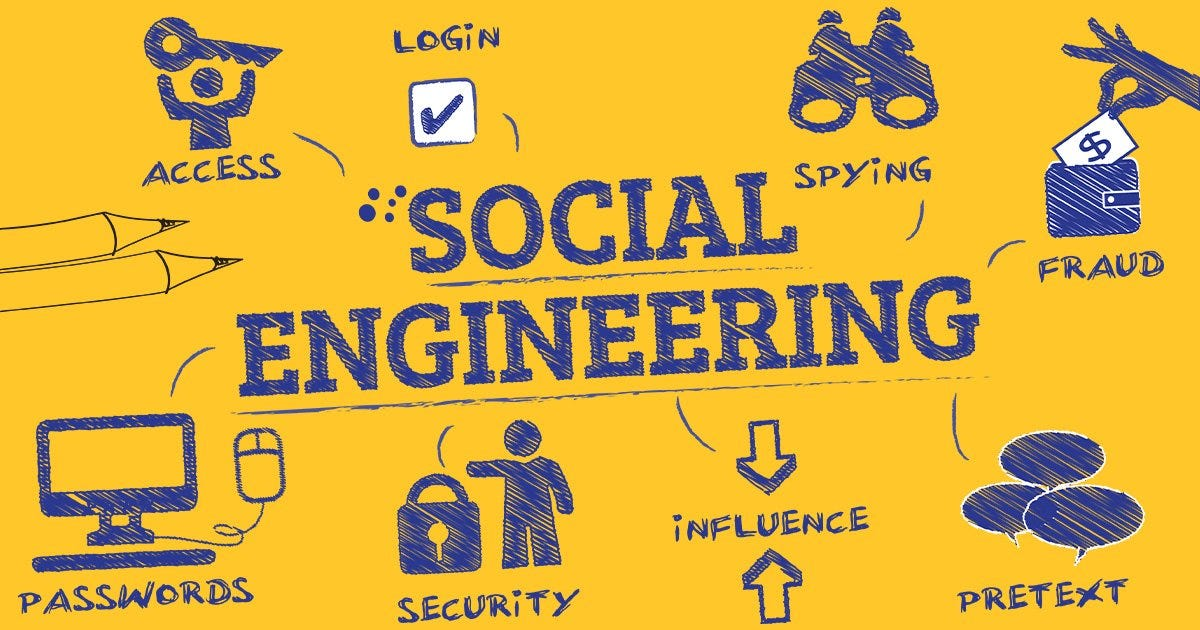 LOGIN
ACCESS
SPYING
$
FRAUD
SOCIAL
ENGINEERING
PASSWORDS
SECURITY
INFLUENCE
PRETEXT